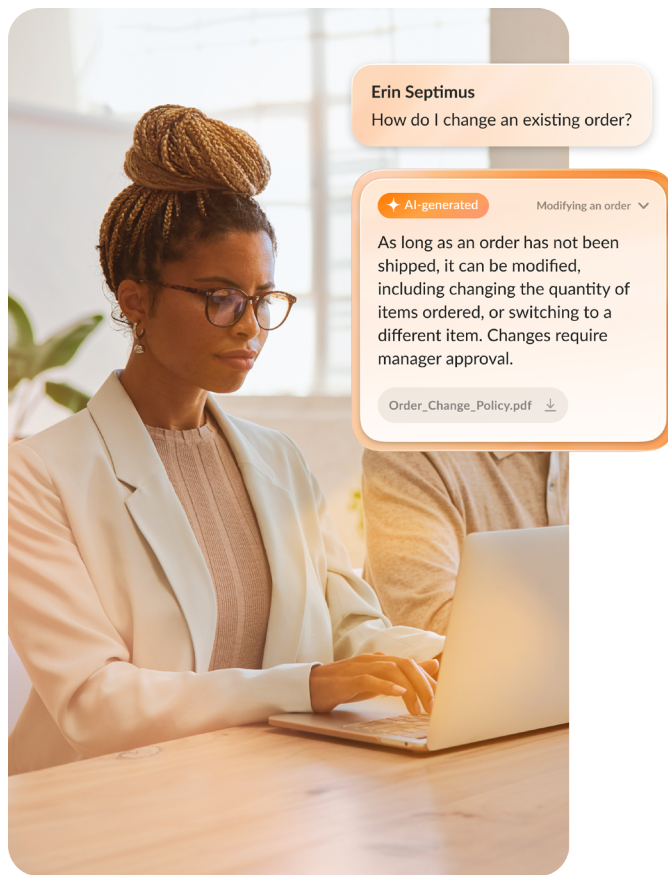 Erin Septimus
How do I change an existing order?
AI-generated
Modifying an order
As long as an order has not been
shipped, it can be modified,
including changing the quantity of
items ordered, or switching to a
different item. Changes require
manager approval.
Order_Change_Policy.pdf